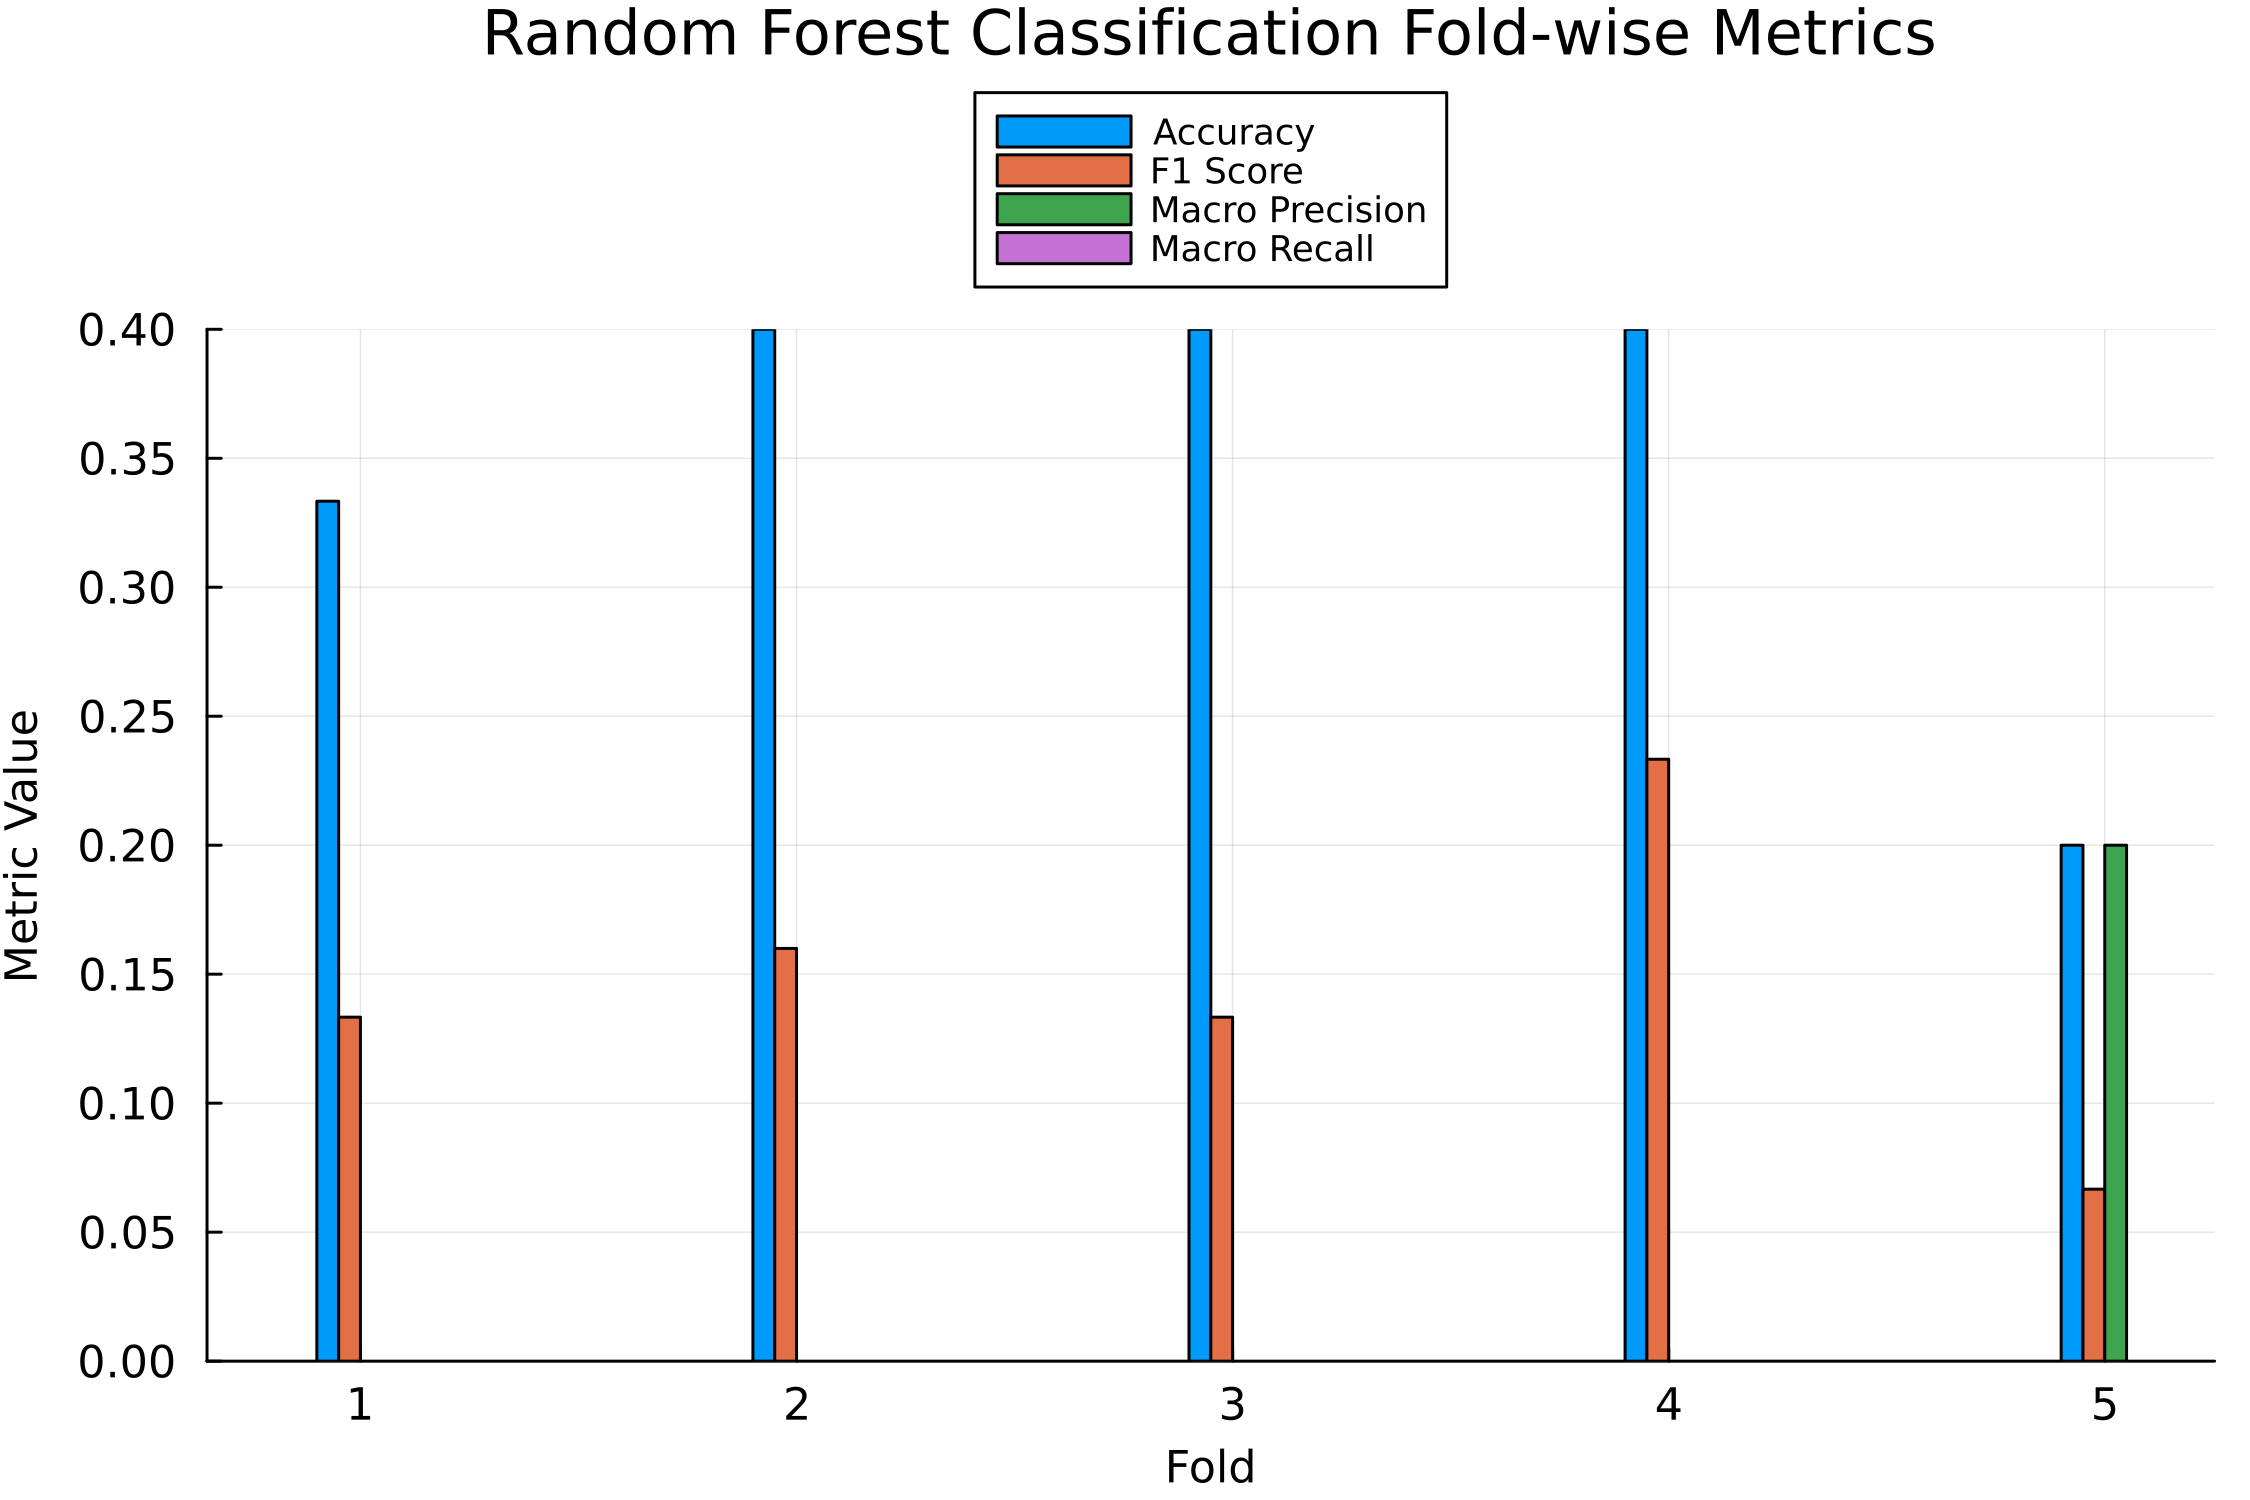 Random Forest Classification Fold-wise Metrics
Accuracy
F1 Score
Macro Precision
Macro Recall
0.40
0.35
0.30
0.25
0.20
0.15
0.10
0.05
0.00
Metric Value
1 2 3 4 5
Fold